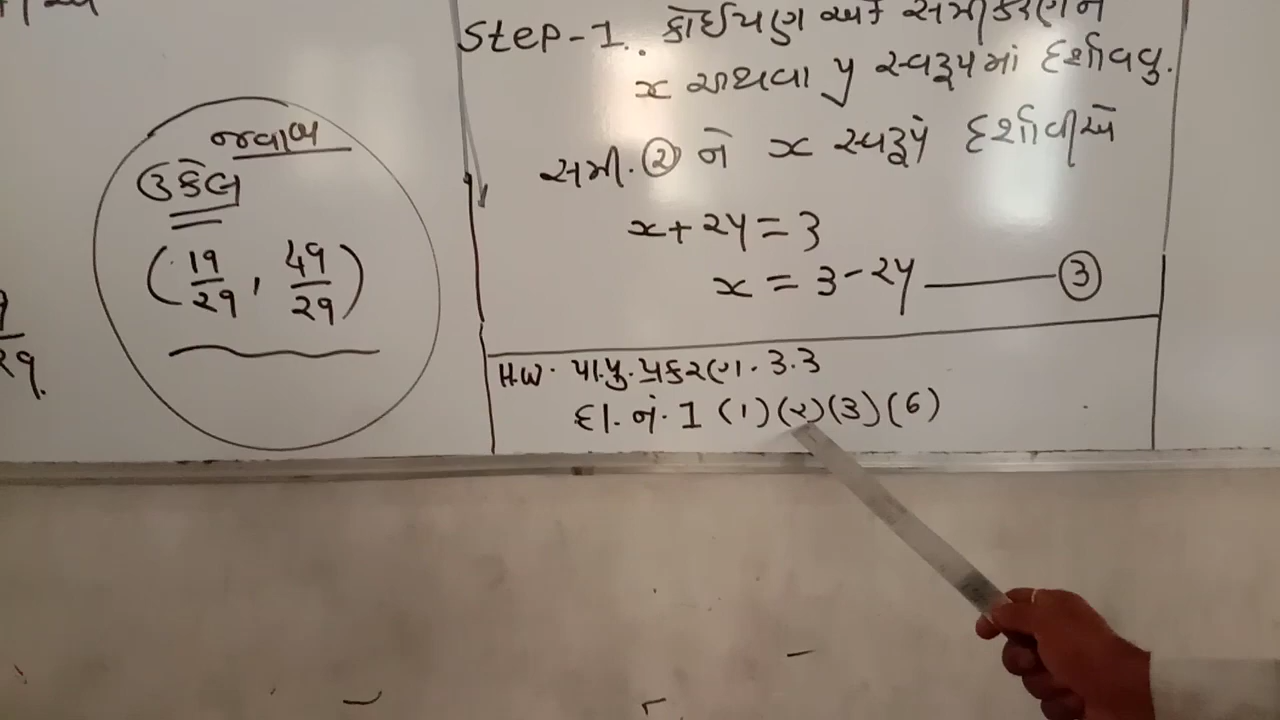 Step-1.. કોઈપણ એક સમીકરણને
x અથવા y સ્વરૂપમાં દર્શાવવુ.
સમી. ② ને x સ્વરૂપે દર્શાવીએ
x + 2y = 3
x = 3 - 2y ③
જવાબ
ઉકેલ
(19/29, 49/29)
H.W. પા.પુ. પ્રકરણ. 3.3
દા. નં. 1 (1) (2) (3) (6)